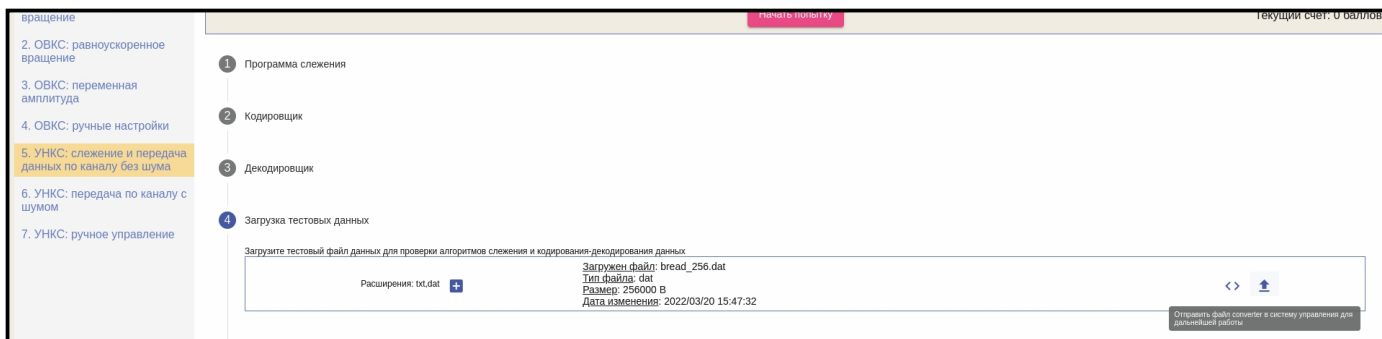 вращение
2. ОВКС: равноускоренное
вращение
3. ОВКС: переменная
амплитуда
4. ОВКС: ручные настройки
5. УНКС: слежение и передача
данных по каналу без шума
6. УНКС: передача по каналу с
шумом
7. УНКС: ручное управление
Начать попытку
Текущий счет: 0 баллов
1 Программа слежения
2 Кодировщик
3 Декодировщик
4 Загрузка тестовых данных
Загрузите тестовый файл данных для проверки алгоритмов слежения и кодирования-декодирования данных
Расширения: txt,dat
Загружен файл: bread_256.dat
Тип файла: dat
Размер: 256000 B
Дата изменения: 2022/03/20 15:47:32
Отправить файл converter в систему управления для
дальнейшей работы